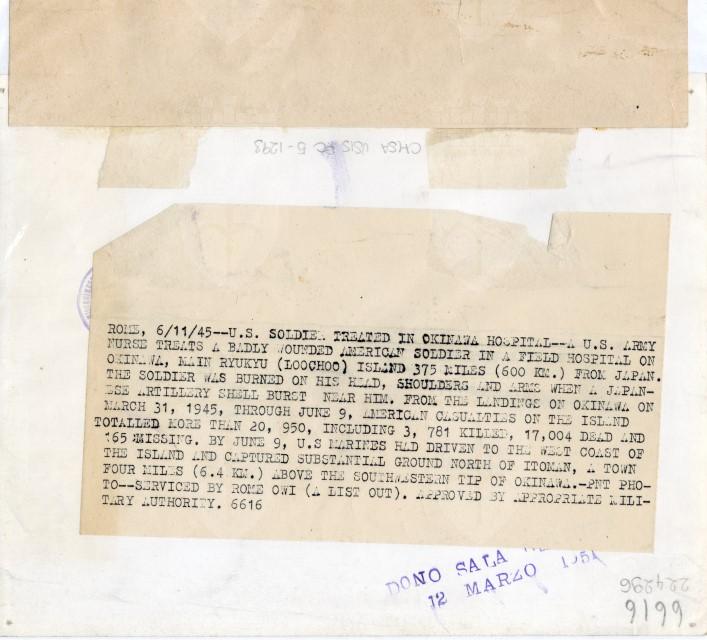 CMSA USIS PC 5-1293
ROME, 6/11/45--U.S. SOLDIER TREATED IN OKINAWA HOSPITAL--A U.S. ARMY
NURSE TREATS A BADLY WOUNDED AMERICAN SOLDIER IN A FIELD HOSPITAL ON
OKINAWA, MAIN RYUKYU (LOOCHOO) ISLAND 375 MILES (600 KM.) FROM JAPAN.
THE SOLDIER WAS BURNED ON HIS HEAD, SHOULDERS AND ARMS WHEN A JAPAN-
ESE ARTILLERY SHELL BURST NEAR HIM. FROM THE LANDINGS ON OKINAWA ON
MARCH 31, 1945, THROUGH JUNE 9, AMERICAN CASUALTIES ON THE ISLAND
TOTALLED MORE THAN 20, 950, INCLUDING 3, 781 KILLED, 17,004 DEAD AND
165 MISSING. BY JUNE 9, U.S MARINES HAD DRIVEN TO THE WEST COAST OF
THE ISLAND AND CAPTURED SUBSTANTIAL GROUND NORTH OF ITOMAN, A TOWN
FOUR MILES (6.4 KM.) ABOVE THE SOUTHWESTERN TIP OF OKINAWA.-PNT PHO-
TO--SERVICED BY ROME OWI (A LIST OUT). APPROVED BY APPROPRIATE MILI-
TARY AUTHORITY. 6616
DONO SALA
12 MARZO 1951
224296
6616